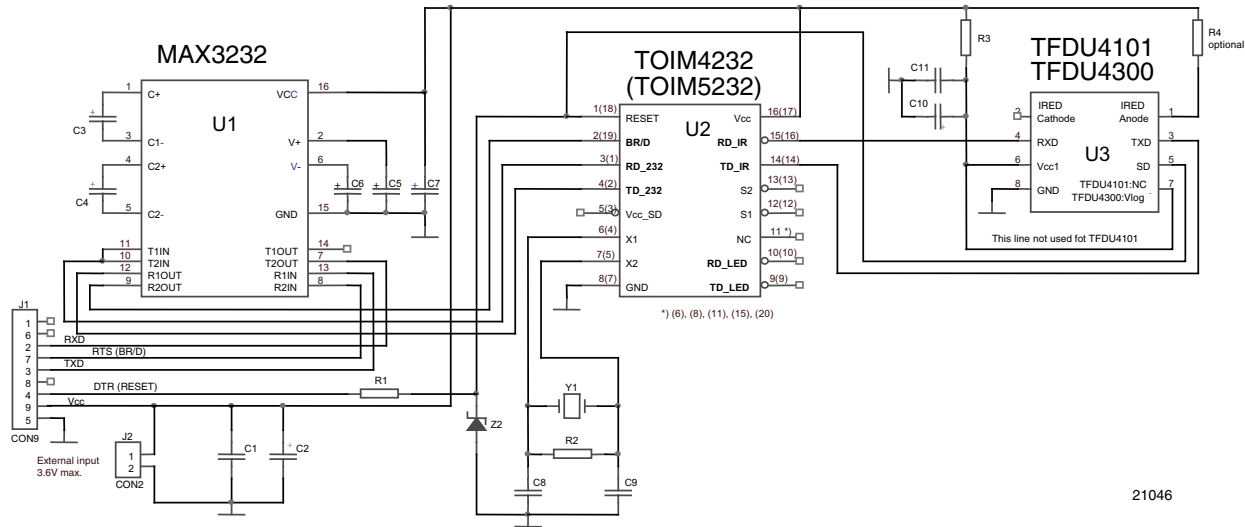 MAX3232
U1
1 C+ VCC 16
3 C1- V+ 2
4 C2+ V- 6
5 C2- GND 15
11 T1IN T1OUT 14
10 T2IN T2OUT 7
12 R1OUT R1IN 13
9 R2OUT R2IN 8
C3
C4
C6
C5
C7
TOIM4232
(TOIM5232)
U2
1(18) RESET Vcc 16(17)
2(19) BR/D RD_IR 15(16)
3(1) RD_232 TD_IR 14(14)
4(2) TD_232 S2 13(13)
5(3) Vcc_SD S1 12(12)
6(4) X1 NC 11 *)
7(5) X2 RD_LED 10(10)
8(7) GND TD_LED 9(9)
*) (6), (8), (11), (15), (20)
R3
R4
optional
C11
C10
TFDU4101
TFDU4300
U3
2 IRED Cathode IRED Anode 1
4 RXD TXD 3
6 Vcc1 SD 5
8 GND 7
TFDU4101:NC
TFDU4300:Vlog
This line not used fot TFDU4101
J1
1
6
2 RXD
7 RTS (BR/D)
3 TXD
8
4 DTR (RESET)
9 Vcc
5
CON9
R1
External input
3.6V max.
J2
1
2
CON2
C1
C2
Z2
Y1
R2
C8
C9
21046